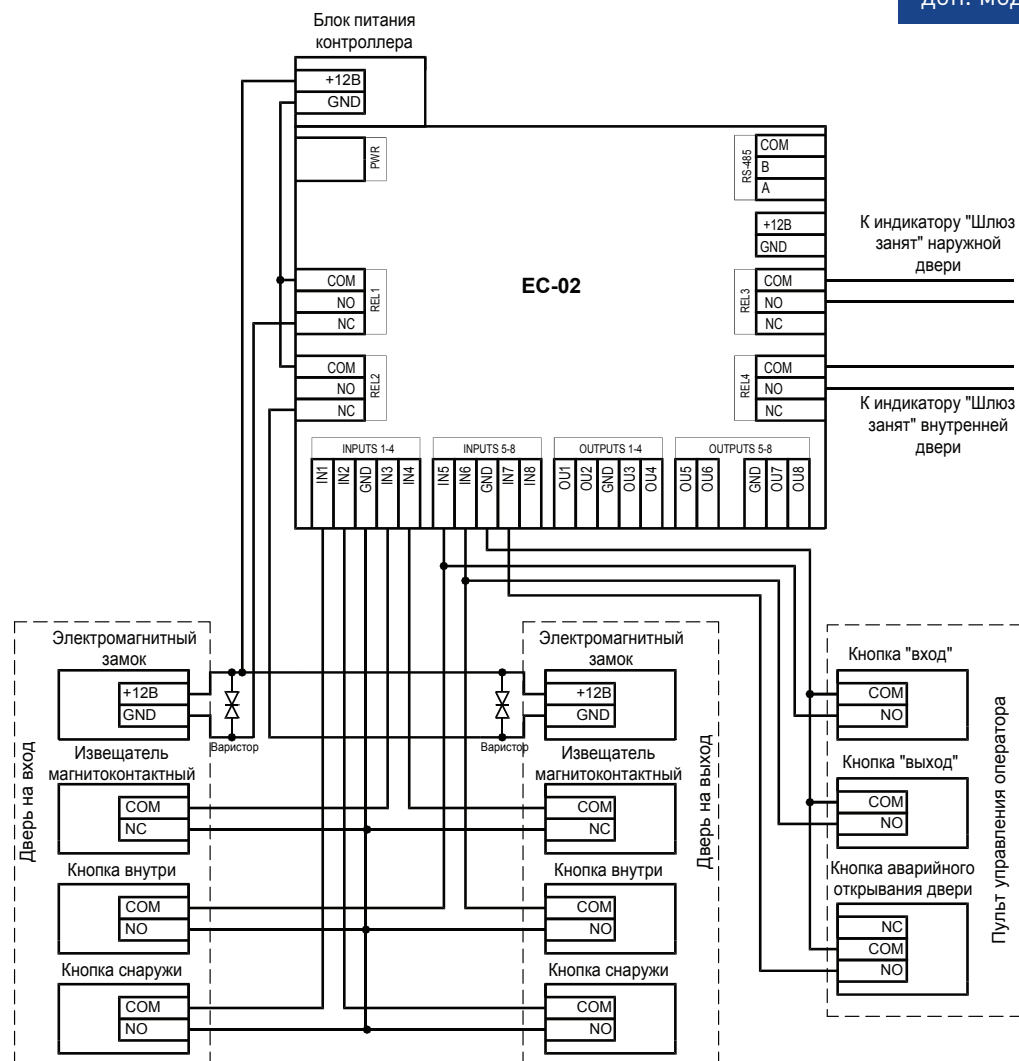 доп. мод
Блок питания
контроллера
+12В
GND
PWR
RS-485
COM
B
A
+12В
GND
EC-02
REL1
COM
NO
NC
REL2
COM
NO
NC
REL3
COM
NO
NC
REL4
COM
NO
NC
К индикатору "Шлюз
занят" наружной
двери
К индикатору "Шлюз
занят" внутренней
двери
INPUTS 1-4
IN1
IN2
GND
IN3
IN4
INPUTS 5-8
IN5
IN6
GND
IN7
IN8
OUTPUTS 1-4
OU1
OU2
GND
OU3
OU4
OUTPUTS 5-8
OU5
OU6
GND
OU7
OU8
Дверь на вход
Электромагнитный
замок
+12В
GND
Варистор
Извещатель
магнитоконтактный
COM
NC
Кнопка внутри
COM
NO
Кнопка снаружи
COM
NO
Дверь на выход
Электромагнитный
замок
+12В
GND
Варистор
Извещатель
магнитоконтактный
COM
NC
Кнопка внутри
COM
NO
Кнопка снаружи
COM
NO
Пульт управления оператора
Кнопка "вход"
COM
NO
Кнопка "выход"
COM
NO
Кнопка аварийного
открывания двери
NC
COM
NO